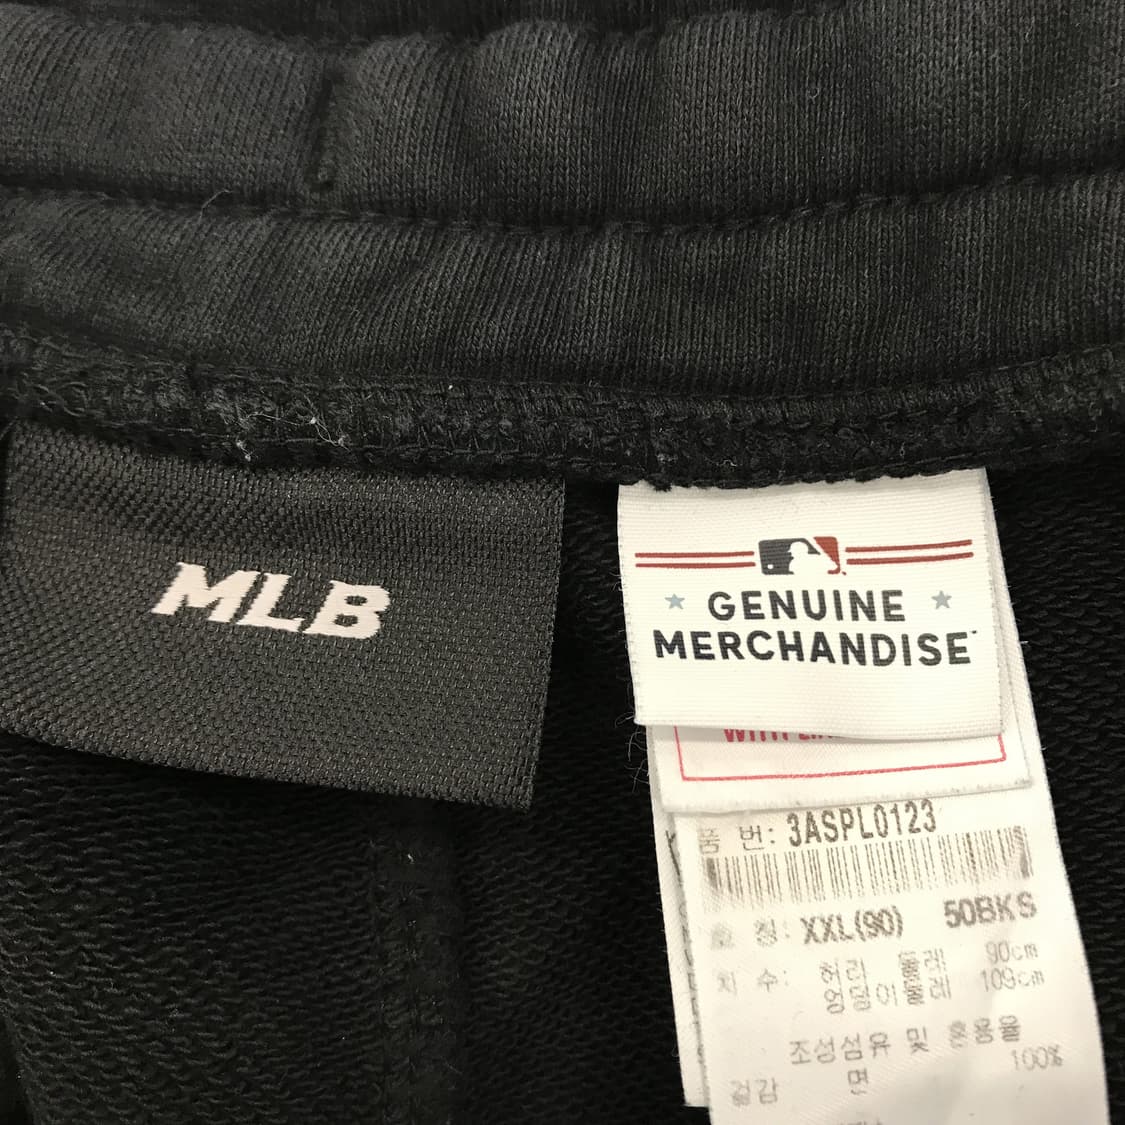 MLB
GENUINE
MERCHANDISE
품 번: 3ASPL0123
호 칭: XXL(90) 50BKS
치 수: 허리 둘레 90cm
엉덩이둘레 109cm
조성섬유 및 혼용율
겉감 면 100%